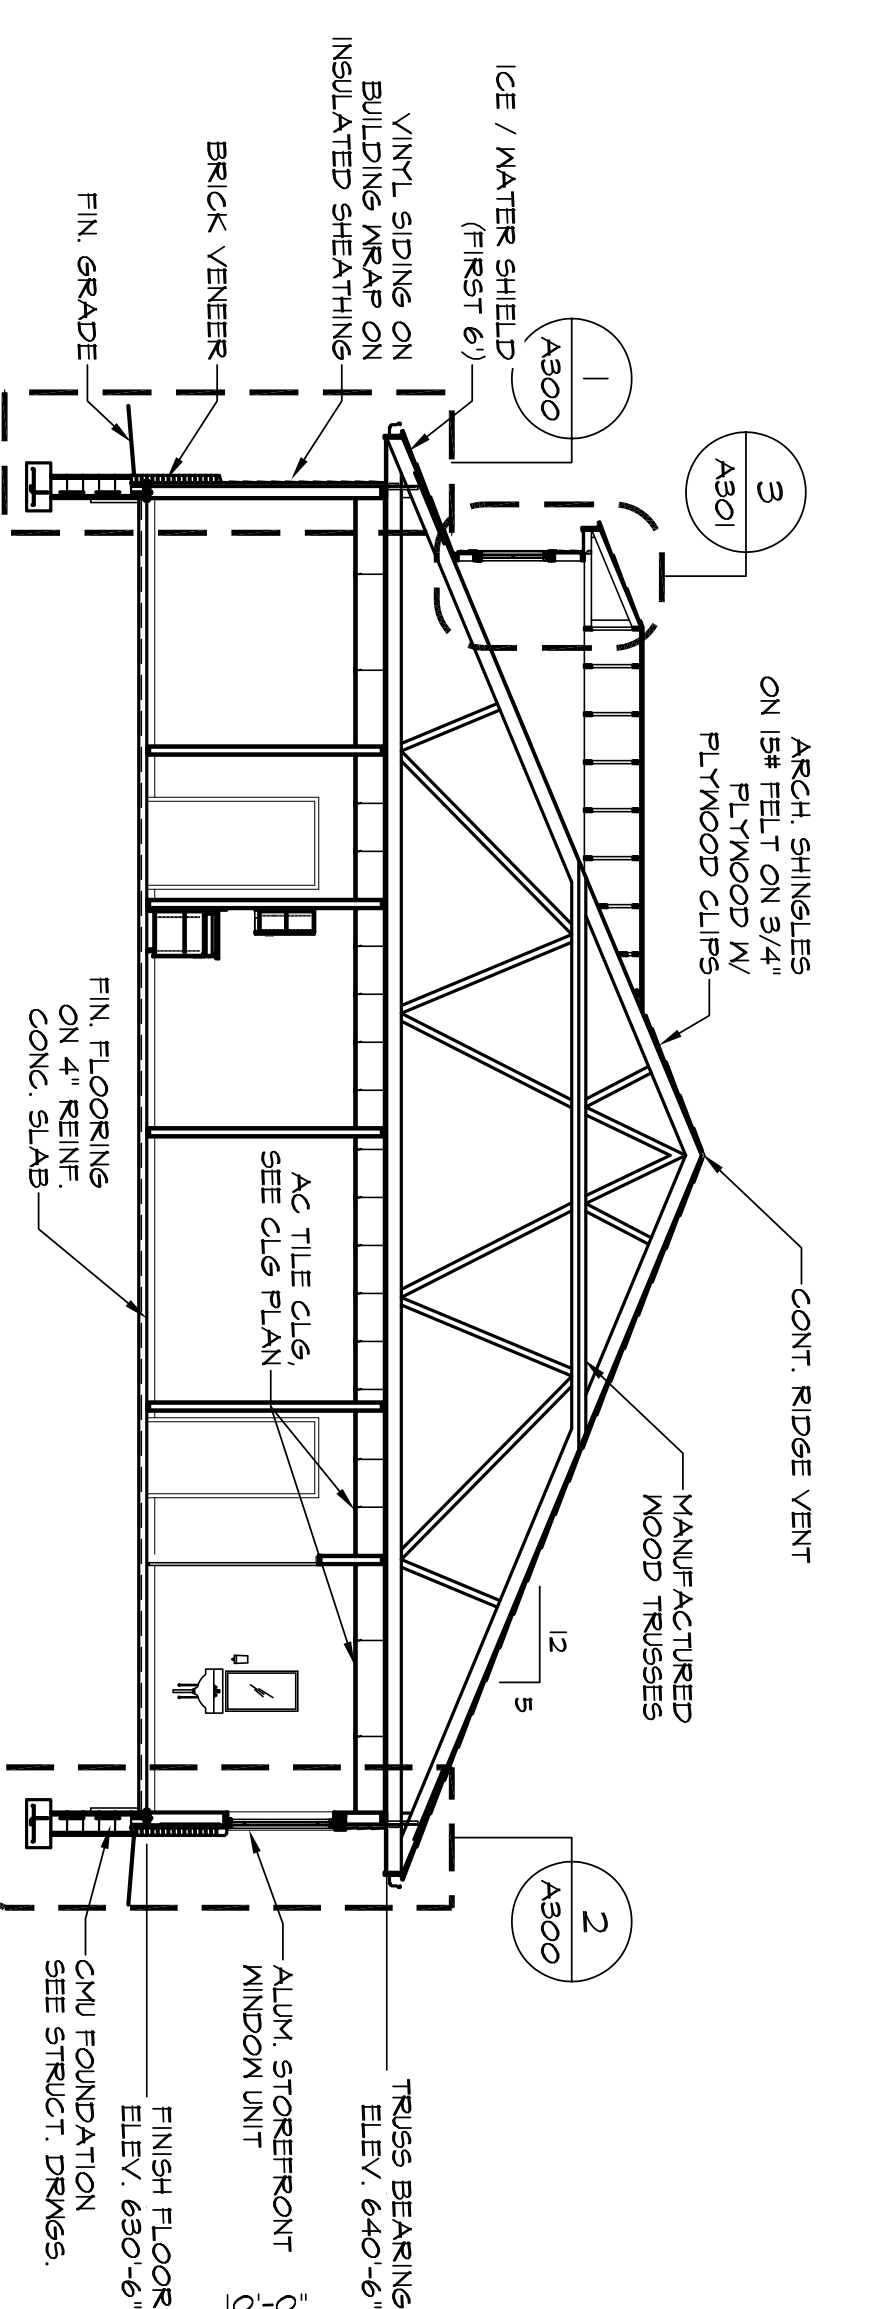 1
A300
3
A301
ICE / WATER SHIELD
(FIRST 6')
VINYL SIDING ON
BUILDING WRAP ON
INSULATED SHEATHING
BRICK VENEER
FIN. GRADE
ARCH. SHINGLES
ON 15# FELT ON 3/4"
PLYWOOD W/
PLYWOOD CLIPS
FIN. FLOORING
ON 4" REINF.
CONC. SLAB
AC TILE CLG,
SEE CLG PLAN
CONT. RIDGE VENT
MANUFACTURED
WOOD TRUSSES
12
5
2
A300
TRUSS BEARING
ELEV. 640'-6"
ALUM. STOREFRONT
WINDOW UNIT
FINISH FLOOR
ELEV. 630'-6"
CMU FOUNDATION
SEE STRUCT. DRWGS.